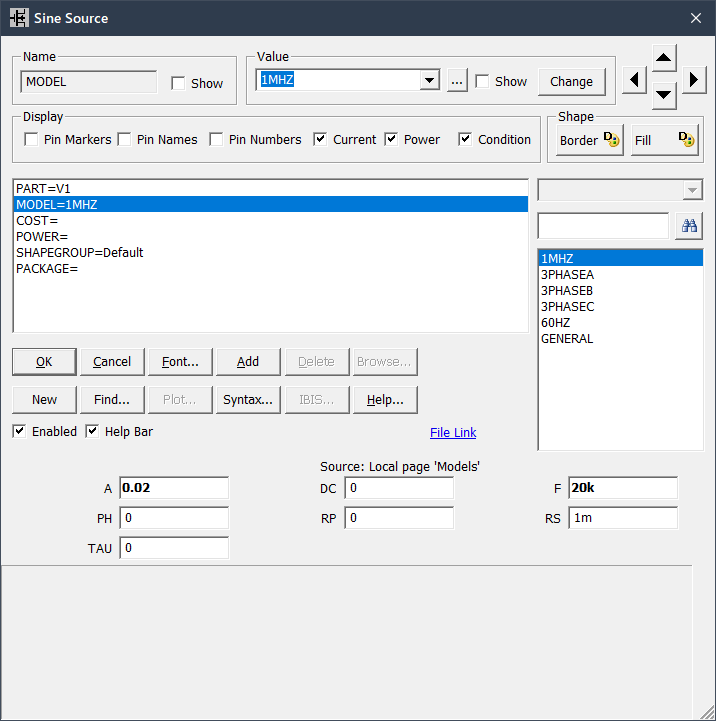 Sine Source
Name
MODEL
Show
Value
1MHZ
...
Show
Change
Display
Pin Markers
Pin Names
Pin Numbers
Current
Power
Condition
Shape
Border
Fill
PART=V1
MODEL=1MHZ
COST=
POWER=
SHAPEGROUP=Default
PACKAGE=
1MHZ
3PHASEA
3PHASEB
3PHASEC
60HZ
GENERAL
OK
Cancel
Font...
Add
Delete
Browse...
New
Find...
Plot...
Syntax...
IBIS...
Help...
Enabled
Help Bar
File Link
Source: Local page 'Models'
A 0.02
DC 0
F 20k
PH 0
RP 0
RS 1m
TAU 0